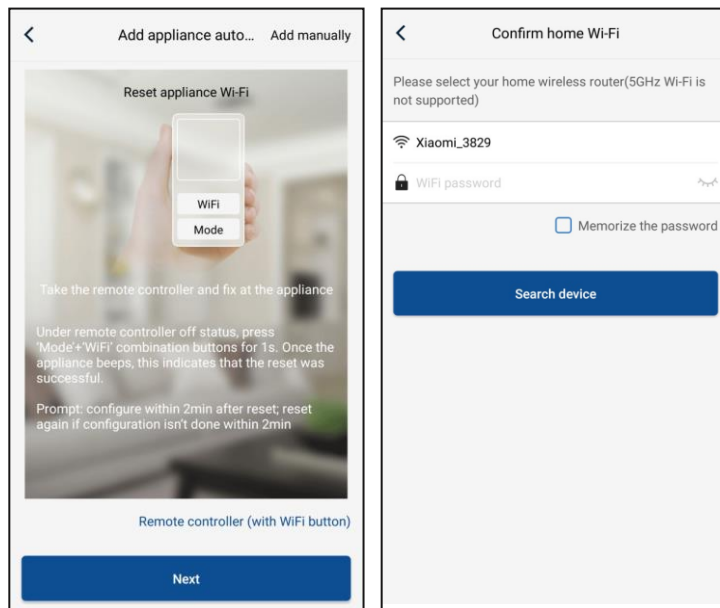 Add appliance auto... Add manually
Reset appliance Wi-Fi
WiFi
Mode
Take the remote controller and fix at the appliance
Under remote controller off status, press
'Mode'+'WiFi' combination buttons for 1s. Once the
appliance beeps, this indicates that the reset was
successful.
Prompt: configure within 2min after reset; reset
again if configuration isn't done within 2min
Remote controller (with WiFi button)
Next
Confirm home Wi-Fi
Please select your home wireless router(5GHz Wi-Fi is
not supported)
Xiaomi_3829
WiFi password
Memorize the password
Search device